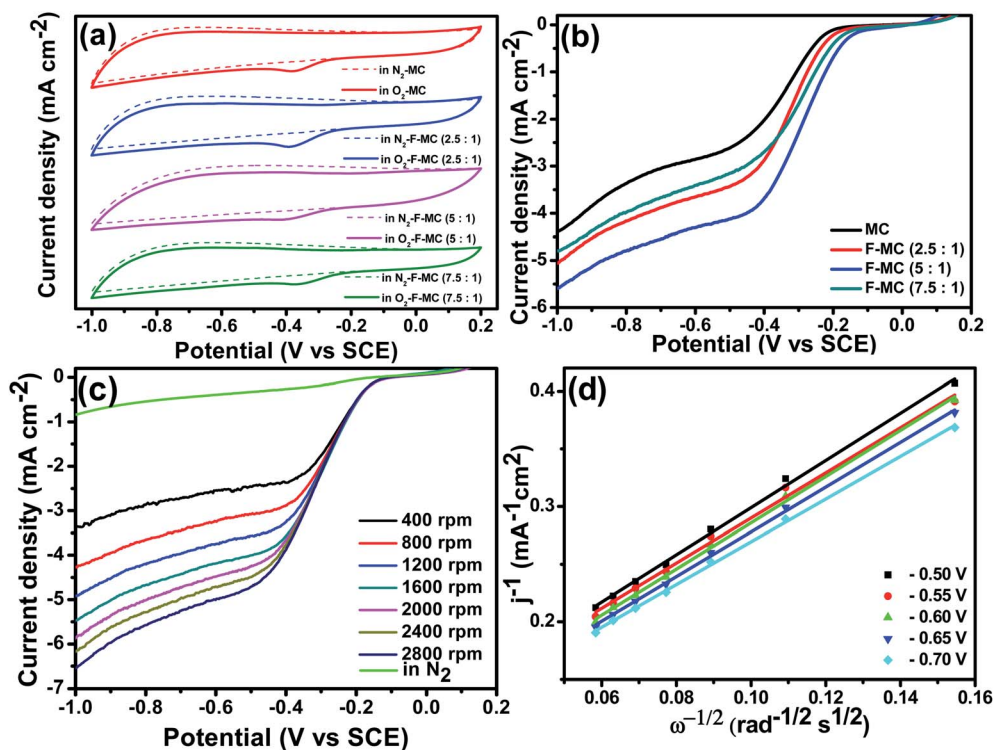 (a)
Current density (mA cm⁻²)
in N₂-MC
in O₂-MC
in N₂-F-MC (2.5 : 1)
in O₂-F-MC (2.5 : 1)
in N₂-F-MC (5 : 1)
in O₂-F-MC (5 : 1)
in N₂-F-MC (7.5 : 1)
in O₂-F-MC (7.5 : 1)
-1.0 -0.8 -0.6 -0.4 -0.2 0.0 0.2
Potential (V vs SCE)
(b)
Current density (mA cm⁻²)
0
-1
-2
-3
-4
-5
-6
MC
F-MC (2.5 : 1)
F-MC (5 : 1)
F-MC (7.5 : 1)
-1.0 -0.8 -0.6 -0.4 -0.2 0.0
Potential (V vs SCE)
(c)
Current density (mA cm⁻²)
0
-1
-2
-3
-4
-5
-6
-7
400 rpm
800 rpm
1200 rpm
1600 rpm
2000 rpm
2400 rpm
2800 rpm
in N₂
-1.0 -0.8 -0.6 -0.4 -0.2 0.0
Potential (V vs SCE)
(d)
j⁻¹ (mA⁻¹cm²)
0.4
0.3
0.2
- 0.50 V
- 0.55 V
- 0.60 V
- 0.65 V
- 0.70 V
0.06 0.08 0.10 0.12 0.14 0.16
ω⁻¹/² (rad⁻¹/² s¹/²)